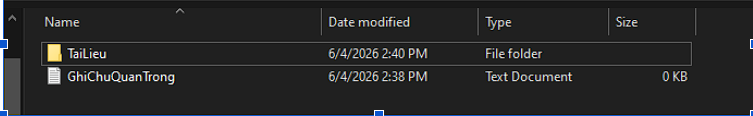 Name Date modified Type Size
TaiLieu 6/4/2026 2:40 PM File folder
GhiChuQuanTrong 6/4/2026 2:38 PM Text Document 0 KB